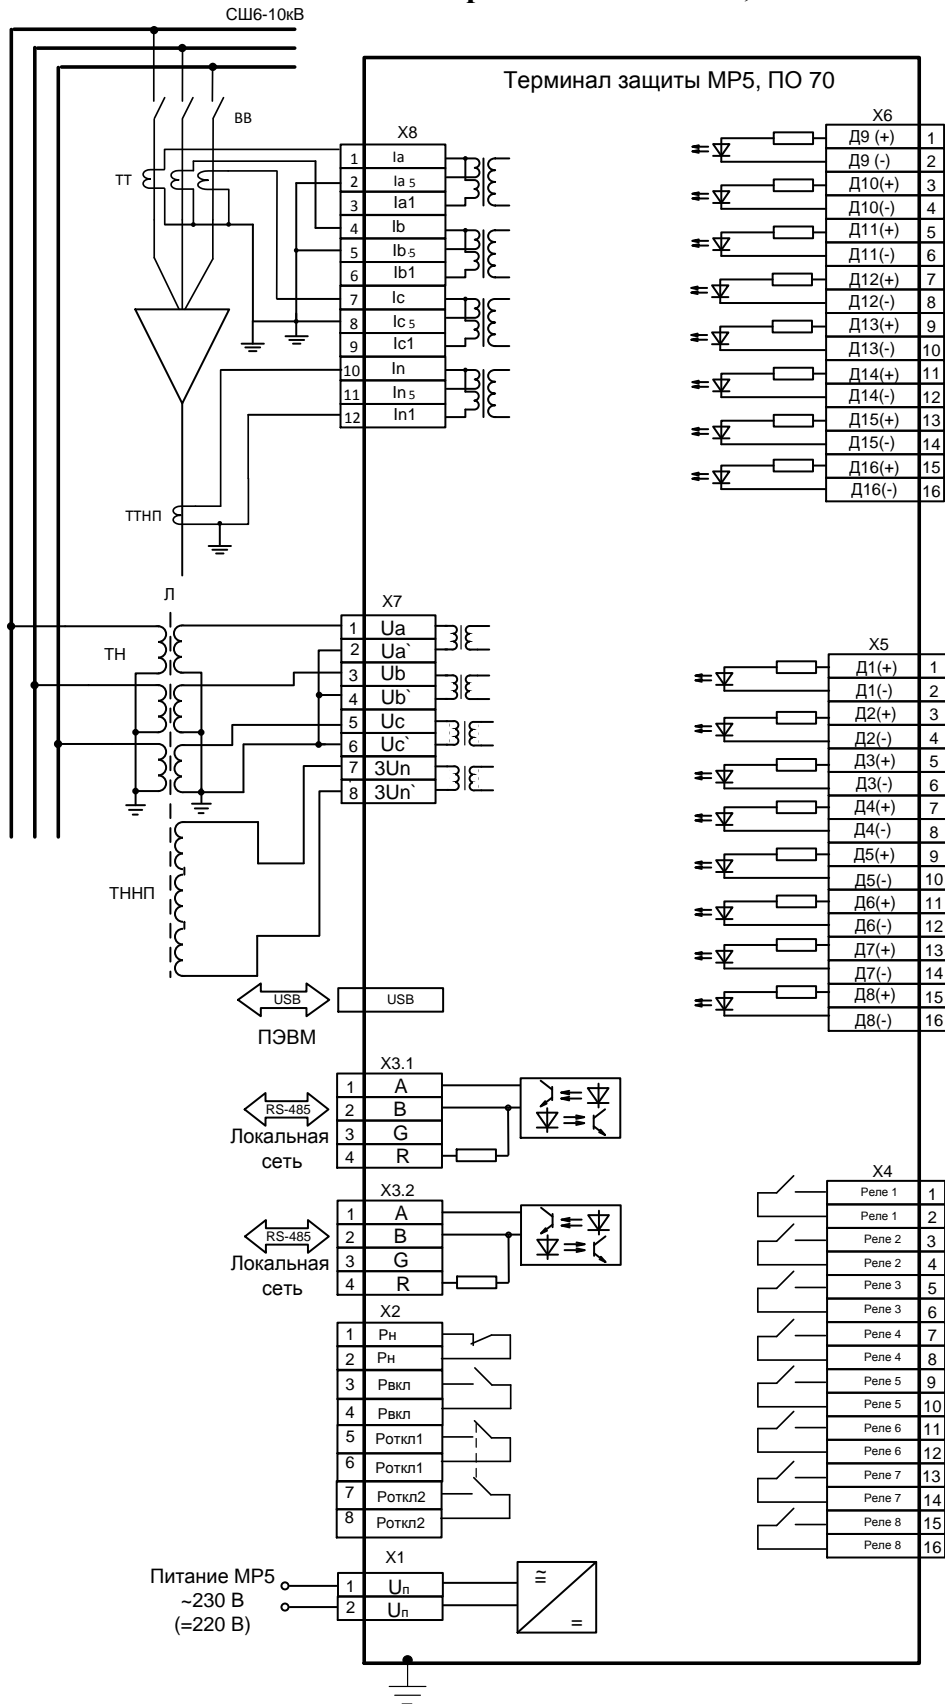 СШ6-10кВ
Терминал защиты МР5, ПО 70
ВВ
ТТ
X8
1 Ia
2 Ia 5
3 Ia1
4 Ib
5 Ib 5
6 Ib1
7 Ic
8 Ic 5
9 Ic1
10 In
11 In 5
12 In1
ТТНП
Л
X6
Д9 (+) 1
Д9 (-) 2
Д10(+) 3
Д10(-) 4
Д11(+) 5
Д11(-) 6
Д12(+) 7
Д12(-) 8
Д13(+) 9
Д13(-) 10
Д14(+) 11
Д14(-) 12
Д15(+) 13
Д15(-) 14
Д16(+) 15
Д16(-) 16
ТН
X7
1 Ua
2 Ua`
3 Ub
4 Ub`
5 Uc
6 Uc`
7 3Un
8 3Un`
ТННП
X5
Д1(+) 1
Д1(-) 2
Д2(+) 3
Д2(-) 4
Д3(+) 5
Д3(-) 6
Д4(+) 7
Д4(-) 8
Д5(+) 9
Д5(-) 10
Д6(+) 11
Д6(-) 12
Д7(+) 13
Д7(-) 14
Д8(+) 15
Д8(-) 16
USB
USB
ПЭВМ
X3.1
1 A
2 B
3 G
4 R
RS-485
Локальная
сеть
X3.2
1 A
2 B
3 G
4 R
RS-485
Локальная
сеть
X4
Реле 1 1
Реле 1 2
Реле 2 3
Реле 2 4
Реле 3 5
Реле 3 6
Реле 4 7
Реле 4 8
Реле 5 9
Реле 5 10
Реле 6 11
Реле 6 12
Реле 7 13
Реле 7 14
Реле 8 15
Реле 8 16
X2
1 Рн
2 Рн
3 Рвкл
4 Рвкл
5 Роткл1
6 Роткл1
7 Роткл2
8 Роткл2
X1
1 Uп
2 Uп
Питание МР5
~230 В
(=220 В)